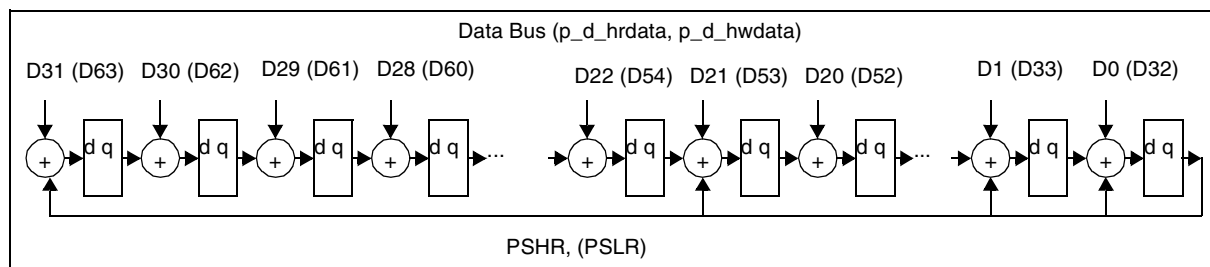 Data Bus (p_d_hrdata, p_d_hwdata)
D31 (D63) D30 (D62) D29 (D61) D28 (D60) D22 (D54) D21 (D53) D20 (D52) D1 (D33) D0 (D32)
+ d q + d q + d q + d q ... + d q + d q + d q ... + d q + d q
PSHR, (PSLR)